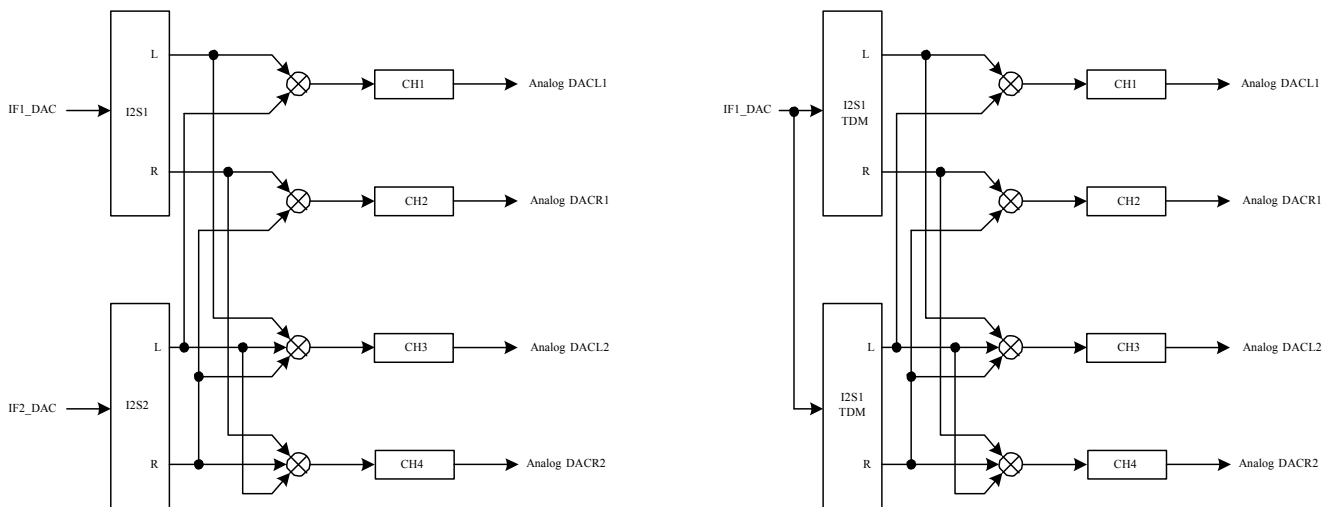 L
CH1
Analog DACL1
IF1_DAC
I2S1
R
CH2
Analog DACR1
L
CH3
Analog DACL2
IF2_DAC
I2S2
R
CH4
Analog DACR2
L
CH1
Analog DACL1
IF1_DAC
I2S1
TDM
R
CH2
Analog DACR1
L
CH3
Analog DACL2
I2S1
TDM
R
CH4
Analog DACR2